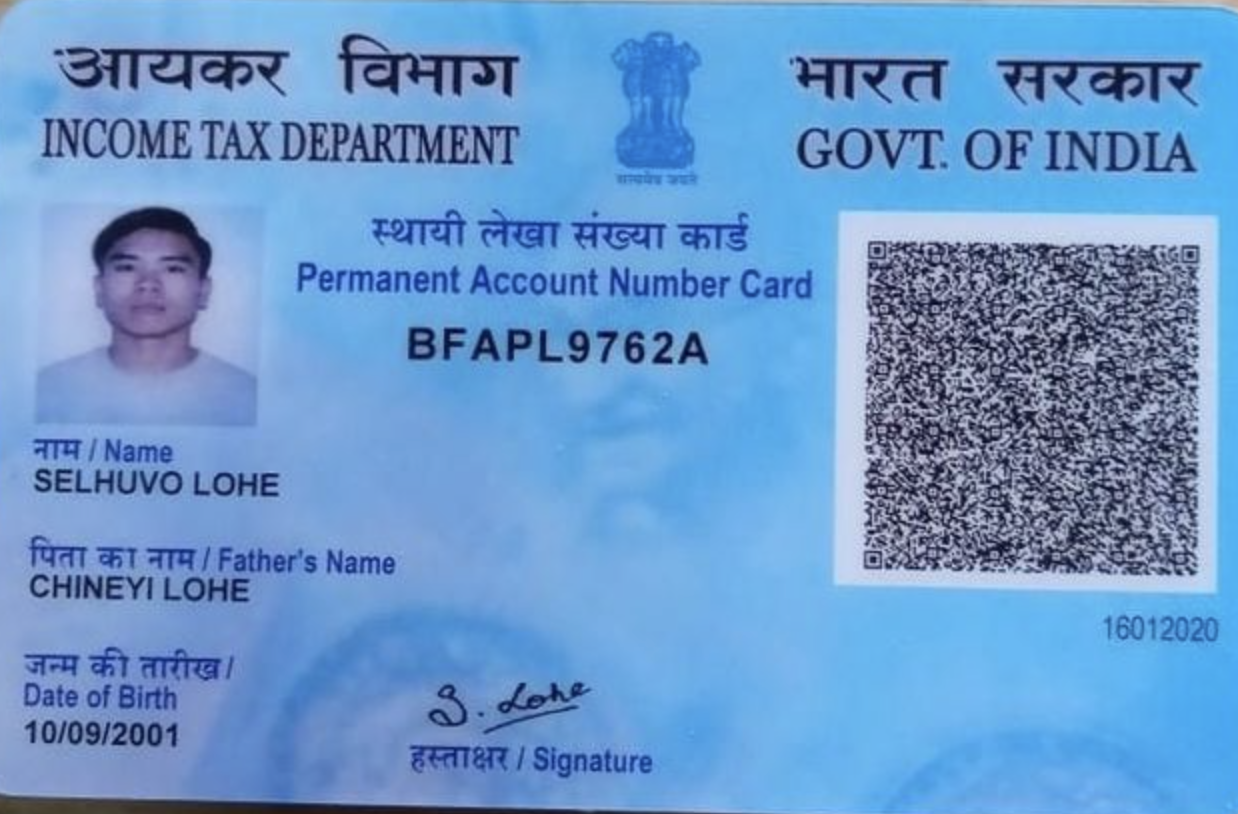 आयकर विभाग
INCOME TAX DEPARTMENT
सत्यमेव जयते
भारत सरकार
GOVT. OF INDIA
स्थायी लेखा संख्या कार्ड
Permanent Account Number Card
BFAPL9762A
नाम / Name
SELHUVO LOHE
पिता का नाम / Father's Name
CHINEYI LOHE
जन्म की तारीख /
Date of Birth
10/09/2001
S. Lohe
हस्ताक्षर / Signature
16012020